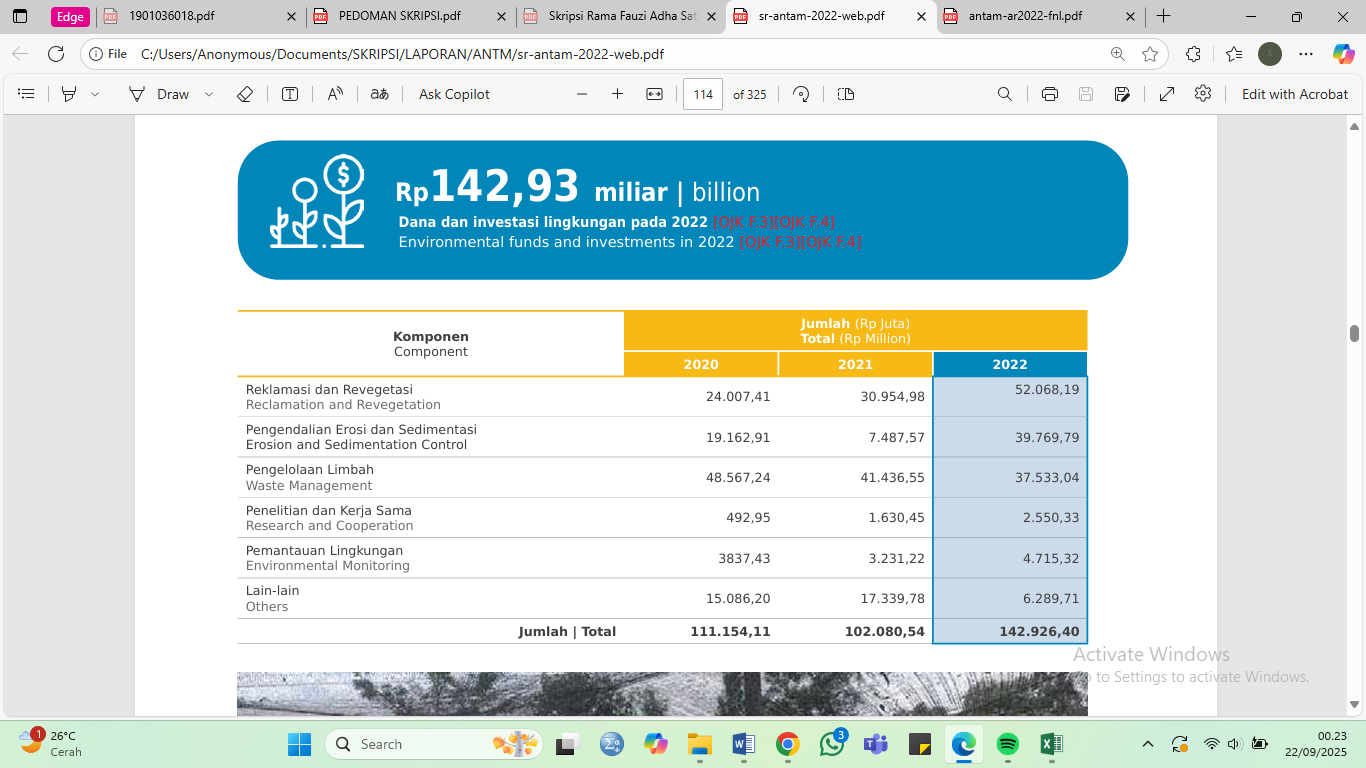 Edge
1901036018.pdf
PEDOMAN SKRIPSI.pdf
Skripsi Rama Fauzi Adha Sat
sr-antam-2022-web.pdf
antam-ar2022-fnl.pdf
File C:/Users/Anonymous/Documents/SKRIPSI/LAPORAN/ANTM/sr-antam-2022-web.pdf
Draw
Ask Copilot
114 of 325
Edit with Acrobat
Rp142,93 miliar | billion
Dana dan investasi lingkungan pada 2022 [OJK F.3][OJK F.4]
Environmental funds and investments in 2022 [OJK F.3][OJK F.4]
Komponen
Component
Jumlah (Rp Juta)
Total (Rp Million)
2020 2021 2022
Reklamasi dan Revegetasi
Reclamation and Revegetation
24.007,41 30.954,98 52.068,19
Pengendalian Erosi dan Sedimentasi
Erosion and Sedimentation Control
19.162,91 7.487,57 39.769,79
Pengelolaan Limbah
Waste Management
48.567,24 41.436,55 37.533,04
Penelitian dan Kerja Sama
Research and Cooperation
492,95 1.630,45 2.550,33
Pemantauan Lingkungan
Environmental Monitoring
3837,43 3.231,22 4.715,32
Lain-lain
Others
15.086,20 17.339,78 6.289,71
Jumlah | Total 111.154,11 102.080,54 142.926,40
Activate Windows
to Settings to activate Windows.
1
26°C
Cerah
Search
3
00.23
22/09/2025